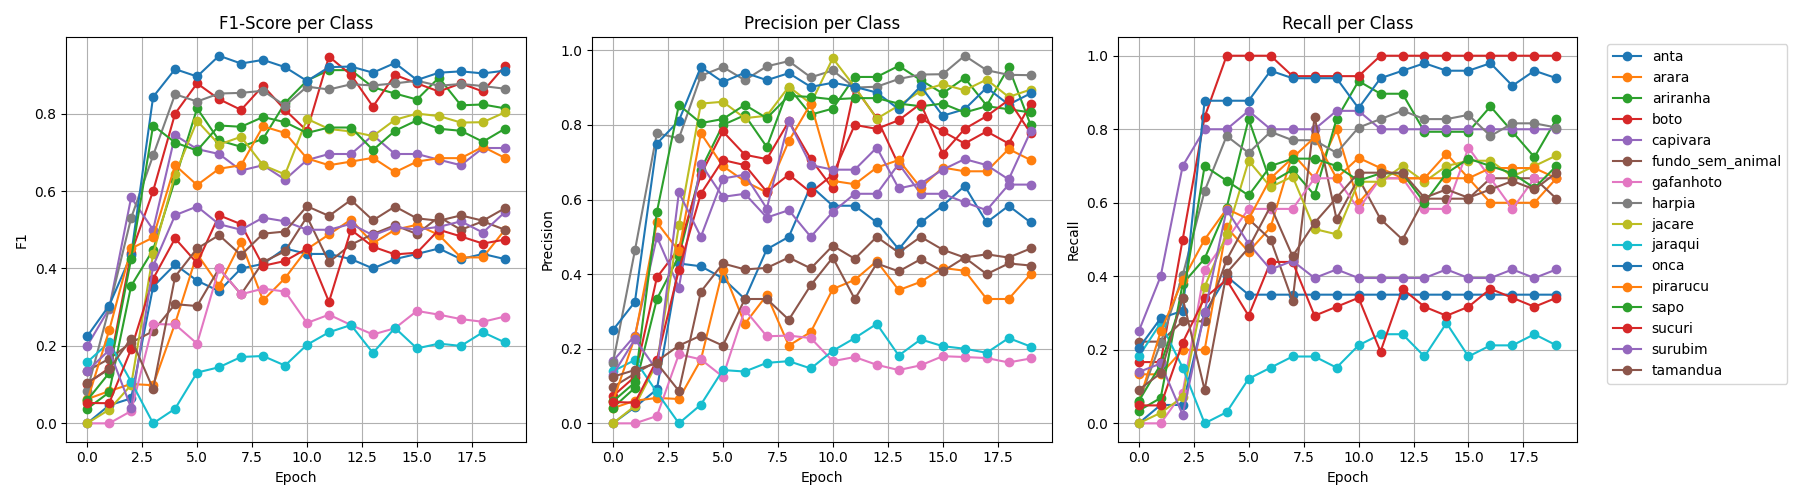 F1-Score per Class
F1
0.0
0.2
0.4
0.6
0.8
0.0
2.5
5.0
7.5
10.0
12.5
15.0
17.5
Epoch
Precision per Class
Precision
0.0
0.2
0.4
0.6
0.8
1.0
0.0
2.5
5.0
7.5
10.0
12.5
15.0
17.5
Epoch
Recall per Class
Recall
0.0
0.2
0.4
0.6
0.8
1.0
0.0
2.5
5.0
7.5
10.0
12.5
15.0
17.5
Epoch
anta
arara
ariranha
boto
capivara
fundo_sem_animal
gafanhoto
harpia
jacare
jaraqui
onca
pirarucu
sapo
sucuri
surubim
tamandua